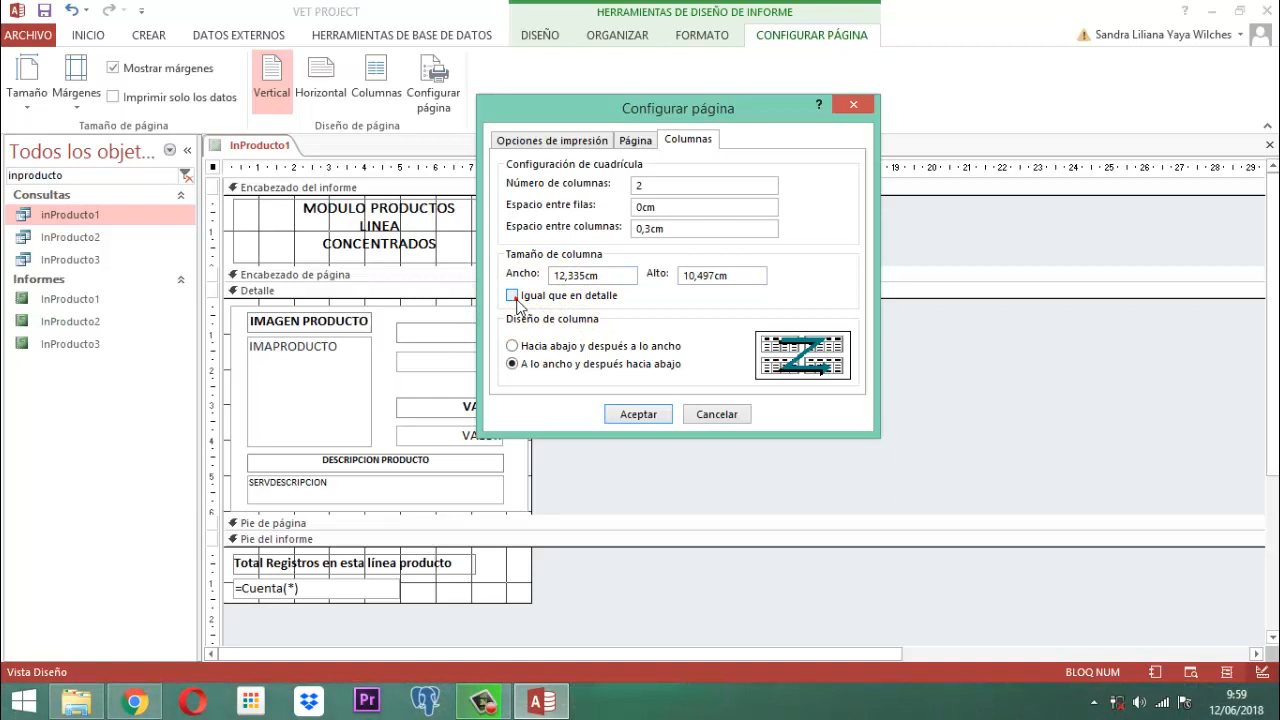 VET PROJECT
HERRAMIENTAS DE DISEÑO DE INFORME
?
ARCHIVO INICIO CREAR DATOS EXTERNOS HERRAMIENTAS DE BASE DE DATOS DISEÑO ORGANIZAR FORMATO CONFIGURAR PÁGINA
Sandra Liliana Yaya Wilches
Tamaño
Márgenes
Mostrar márgenes
Imprimir solo los datos
Tamaño de página
Vertical
Horizontal
Columnas
Configurar
página
Diseño de página
Todos los objet... «
inproducto
Consultas
inProducto1
inProducto2
inProducto3
Informes
InProducto1
InProducto2
InProducto3
InProducto1
Encabezado del informe
MODULO PRODUCTOS
LINEA
CONCENTRADOS
Encabezado de página
Detalle
IMAGEN PRODUCTO
IMAPRODUCTO
DESCRIPCION PRODUCTO
SERVDESCRIPCION
Pie de página
Pie del informe
Total Registros en esta línea producto
=Cuenta(*)
Configurar página
?
Opciones de impresión Página Columnas
Configuración de cuadrícula
Número de columnas: 2
Espacio entre filas: 0cm
Espacio entre columnas: 0,3cm
Tamaño de columna
Ancho: 12,335cm Alto: 10,497cm
Igual que en detalle
Diseño de columna
Hacia abajo y después a lo ancho
A lo ancho y después hacia abajo
Aceptar Cancelar
Vista Diseño
BLOQ NUM
Pr
9:59
12/06/2018